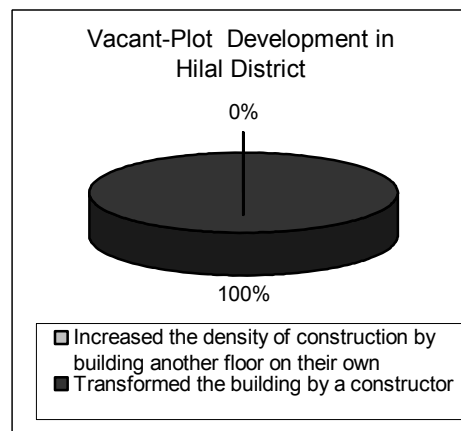 Vacant-Plot Development in
Hilal District
0%
100%
Increased the density of construction by
building another floor on their own
Transformed the building by a constructor